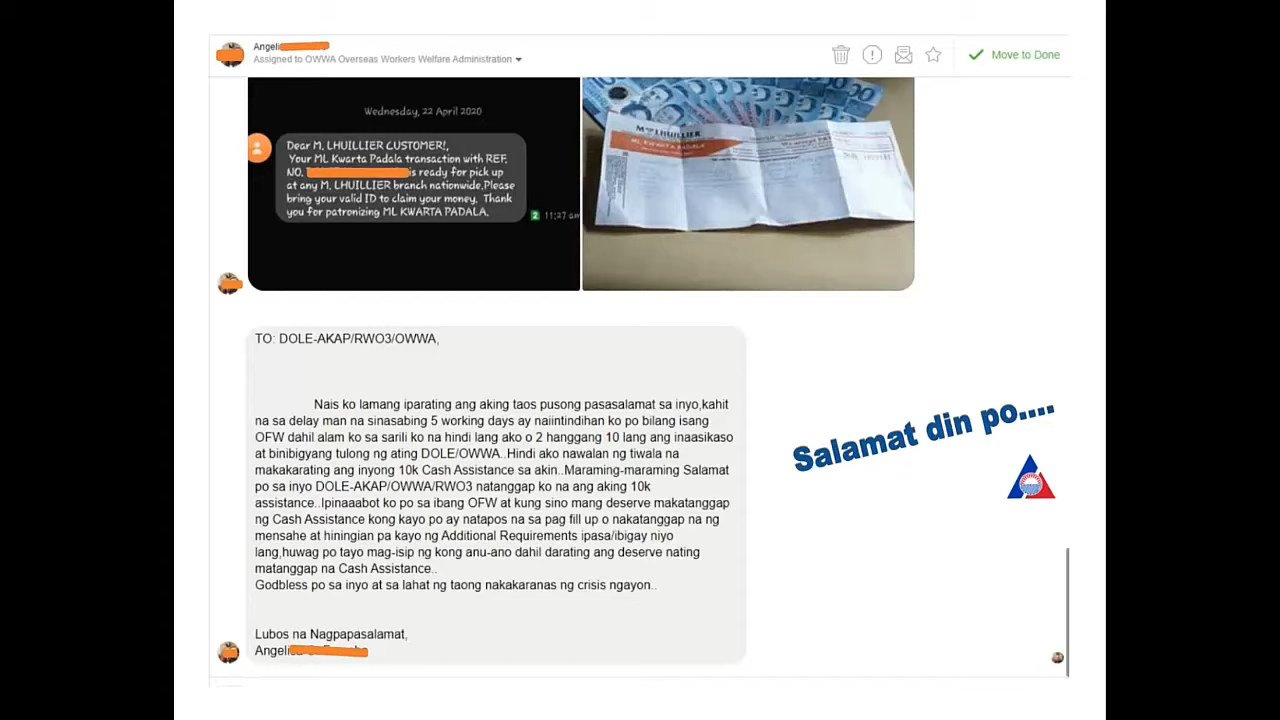 Angeli
Assigned to OWWA Overseas Workers Welfare Administration
Move to Done
Wednesday, 22 April 2020
Dear M. LHUILLIER CUSTOMER!,
Your ML Kwarta Padala transaction with REF.
NO. is ready for pick up
at any M. LHUILLIER branch nationwide.Please
bring your valid ID to claim your money. Thank
you for patronizing ML KWARTA PADALA.
2 11:27 am
M LHUILLIER
ML KWARTA PADALA
TO: DOLE-AKAP/RWO3/OWWA,
Nais ko lamang iparating ang aking taos pusong pasasalamat sa inyo,kahit
na sa delay man na sinasabing 5 working days ay naiintindihan ko po bilang isang
OFW dahil alam ko sa sarili ko na hindi lang ako o 2 hanggang 10 lang ang inaasikaso
at binibigyang tulong ng ating DOLE/OWWA..Hindi ako nawalan ng tiwala na
makakarating ang inyong 10k Cash Assistance sa akin..Maraming-maraming Salamat
po sa inyo DOLE-AKAP/OWWA/RWO3 natanggap ko na ang aking 10k
assistance..Ipinaaabot ko po sa ibang OFW at kung sino mang deserve makatanggap
ng Cash Assistance kong kayo po ay natapos na sa pag fill up o nakatanggap na ng
mensahe at hiningian pa kayo ng Additional Requirements ipasa/ibigay niyo
lang,huwag po tayo mag-isip ng kong anu-ano dahil darating ang deserve nating
matanggap na Cash Assistance..
Godbless po sa inyo at sa lahat ng taong nakakaranas ng crisis ngayon..
Lubos na Nagpapasalamat,
Angeli
Salamat din po....